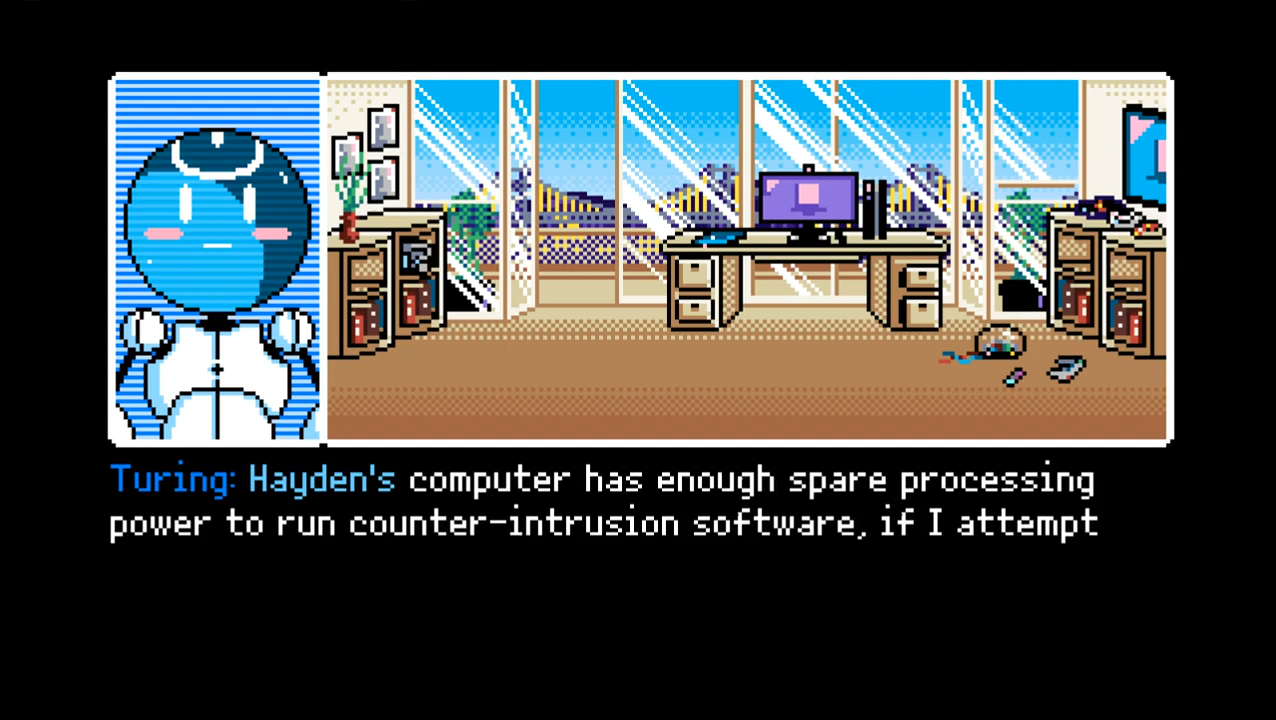 Turing: Hayden's computer has enough spare processing
power to run counter-intrusion software, if I attempt